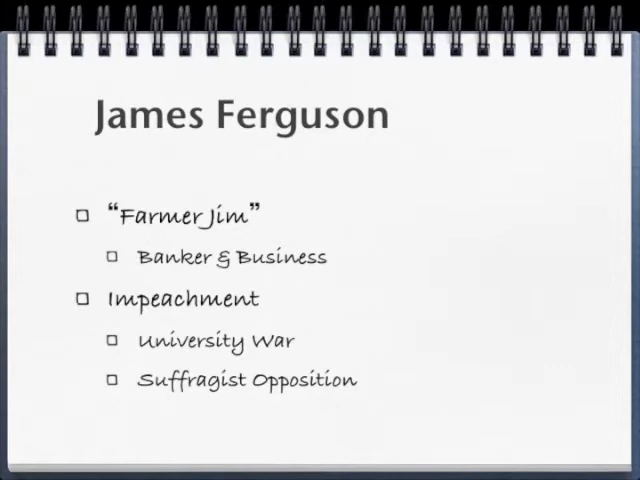 James Ferguson
“Farmer Jim”
Banker & Business
Impeachment
University War
Suffragist Opposition